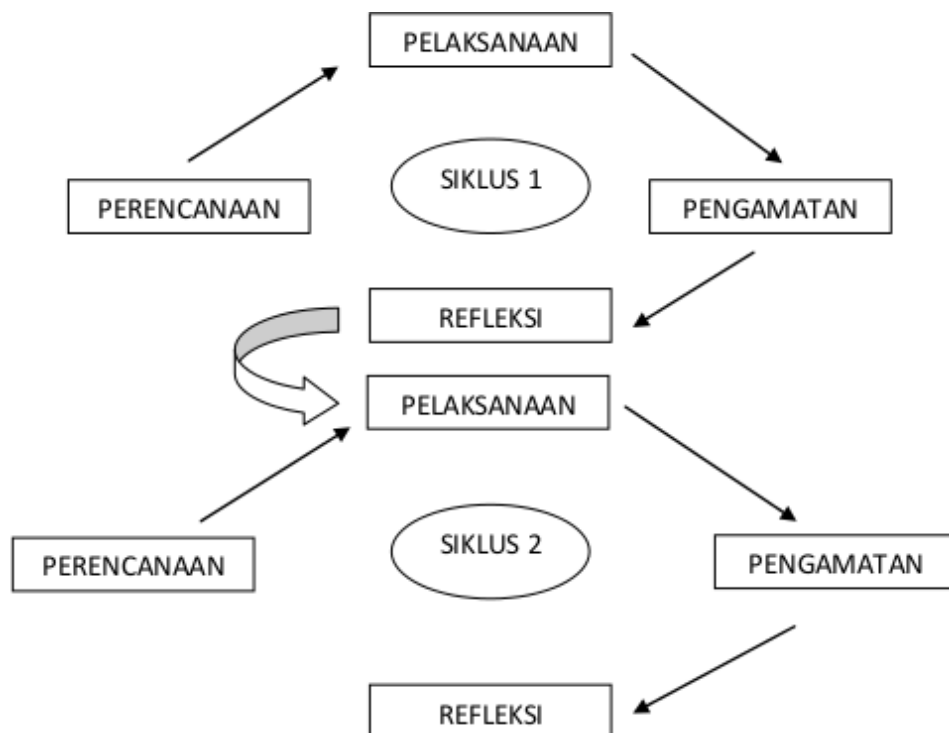 PELAKSANAAN
SIKLUS 1
PERENCANAAN
PENGAMATAN
REFLEKSI
PELAKSANAAN
SIKLUS 2
PERENCANAAN
PENGAMATAN
REFLEKSI